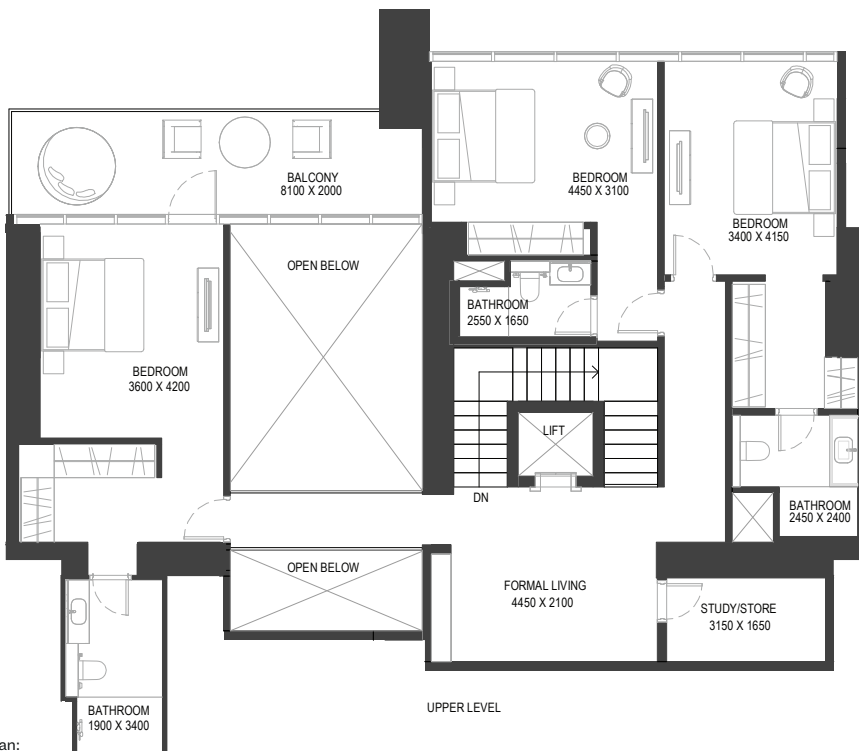 BALCONY
8100 X 2000
BEDROOM
4450 X 3100
BEDROOM
3400 X 4150
OPEN BELOW
BATHROOM
2550 X 1650
BEDROOM
3600 X 4200
LIFT
DN
BATHROOM
2450 X 2400
OPEN BELOW
FORMAL LIVING
4450 X 2100
STUDY/STORE
3150 X 1650
BATHROOM
1900 X 3400
UPPER LEVEL
an: